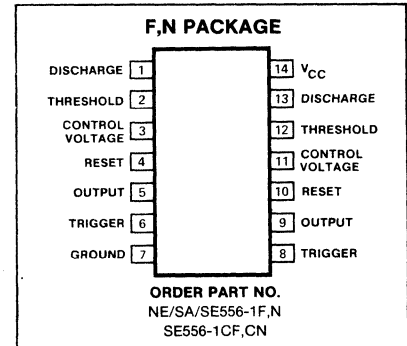 F,N PACKAGE
DISCHARGE 1
THRESHOLD 2
CONTROL
VOLTAGE 3
RESET 4
OUTPUT 5
TRIGGER 6
GROUND 7
14 VCC
13 DISCHARGE
12 THRESHOLD
11 CONTROL
VOLTAGE
10 RESET
9 OUTPUT
8 TRIGGER
ORDER PART NO.
NE/SA/SE556-1F,N
SE556-1CF,CN